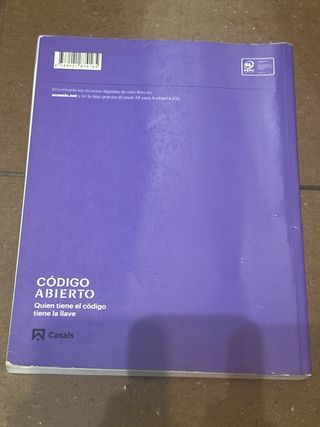 Encontrarás los recursos digitales de este libro en:
ecasals.net y en la App gratuita eCasals AR para Android e iOS.
CÓDIGO
ABIERTO
Quien tiene el código
tiene la llave
Casals